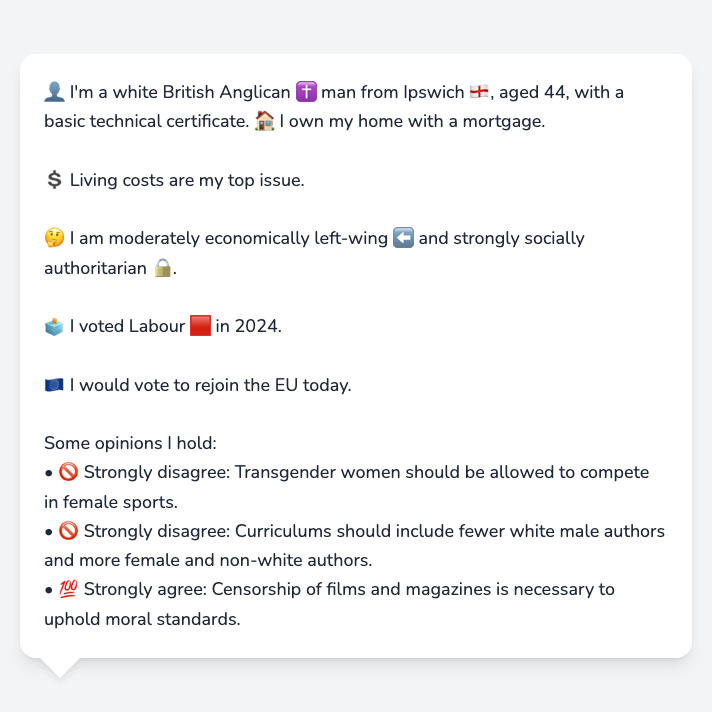 👤 I'm a white British Anglican ✝️ man from Ipswich 🏴󠁧󠁢󠁥󠁮󠁧󠁿, aged 44, with a
basic technical certificate. 🏠 I own my home with a mortgage.
💲 Living costs are my top issue.
🤔 I am moderately economically left-wing ⬅️ and strongly socially
authoritarian 🔒.
🗳️ I voted Labour 🟥 in 2024.
🇪🇺 I would vote to rejoin the EU today.
Some opinions I hold:
• 🚫 Strongly disagree: Transgender women should be allowed to compete
in female sports.
• 🚫 Strongly disagree: Curriculums should include fewer white male authors
and more female and non-white authors.
• 💯 Strongly agree: Censorship of films and magazines is necessary to
uphold moral standards.